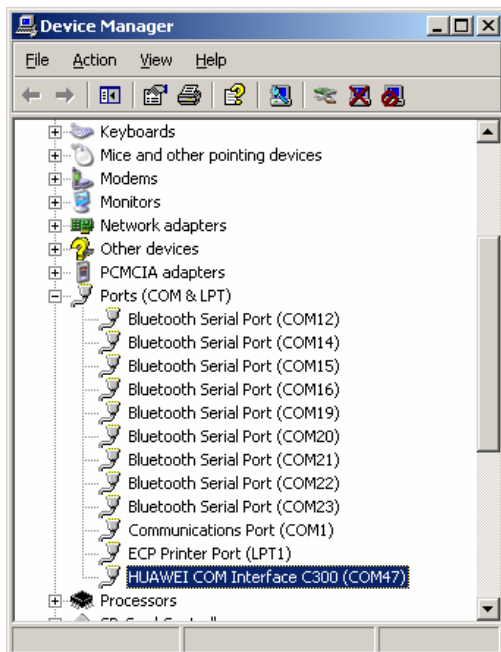 Device Manager
File Action View Help
Keyboards
Mice and other pointing devices
Modems
Monitors
Network adapters
Other devices
PCMCIA adapters
Ports (COM & LPT)
Bluetooth Serial Port (COM12)
Bluetooth Serial Port (COM14)
Bluetooth Serial Port (COM15)
Bluetooth Serial Port (COM16)
Bluetooth Serial Port (COM19)
Bluetooth Serial Port (COM20)
Bluetooth Serial Port (COM21)
Bluetooth Serial Port (COM22)
Bluetooth Serial Port (COM23)
Communications Port (COM1)
ECP Printer Port (LPT1)
HUAWEI COM Interface C300 (COM47)
Processors